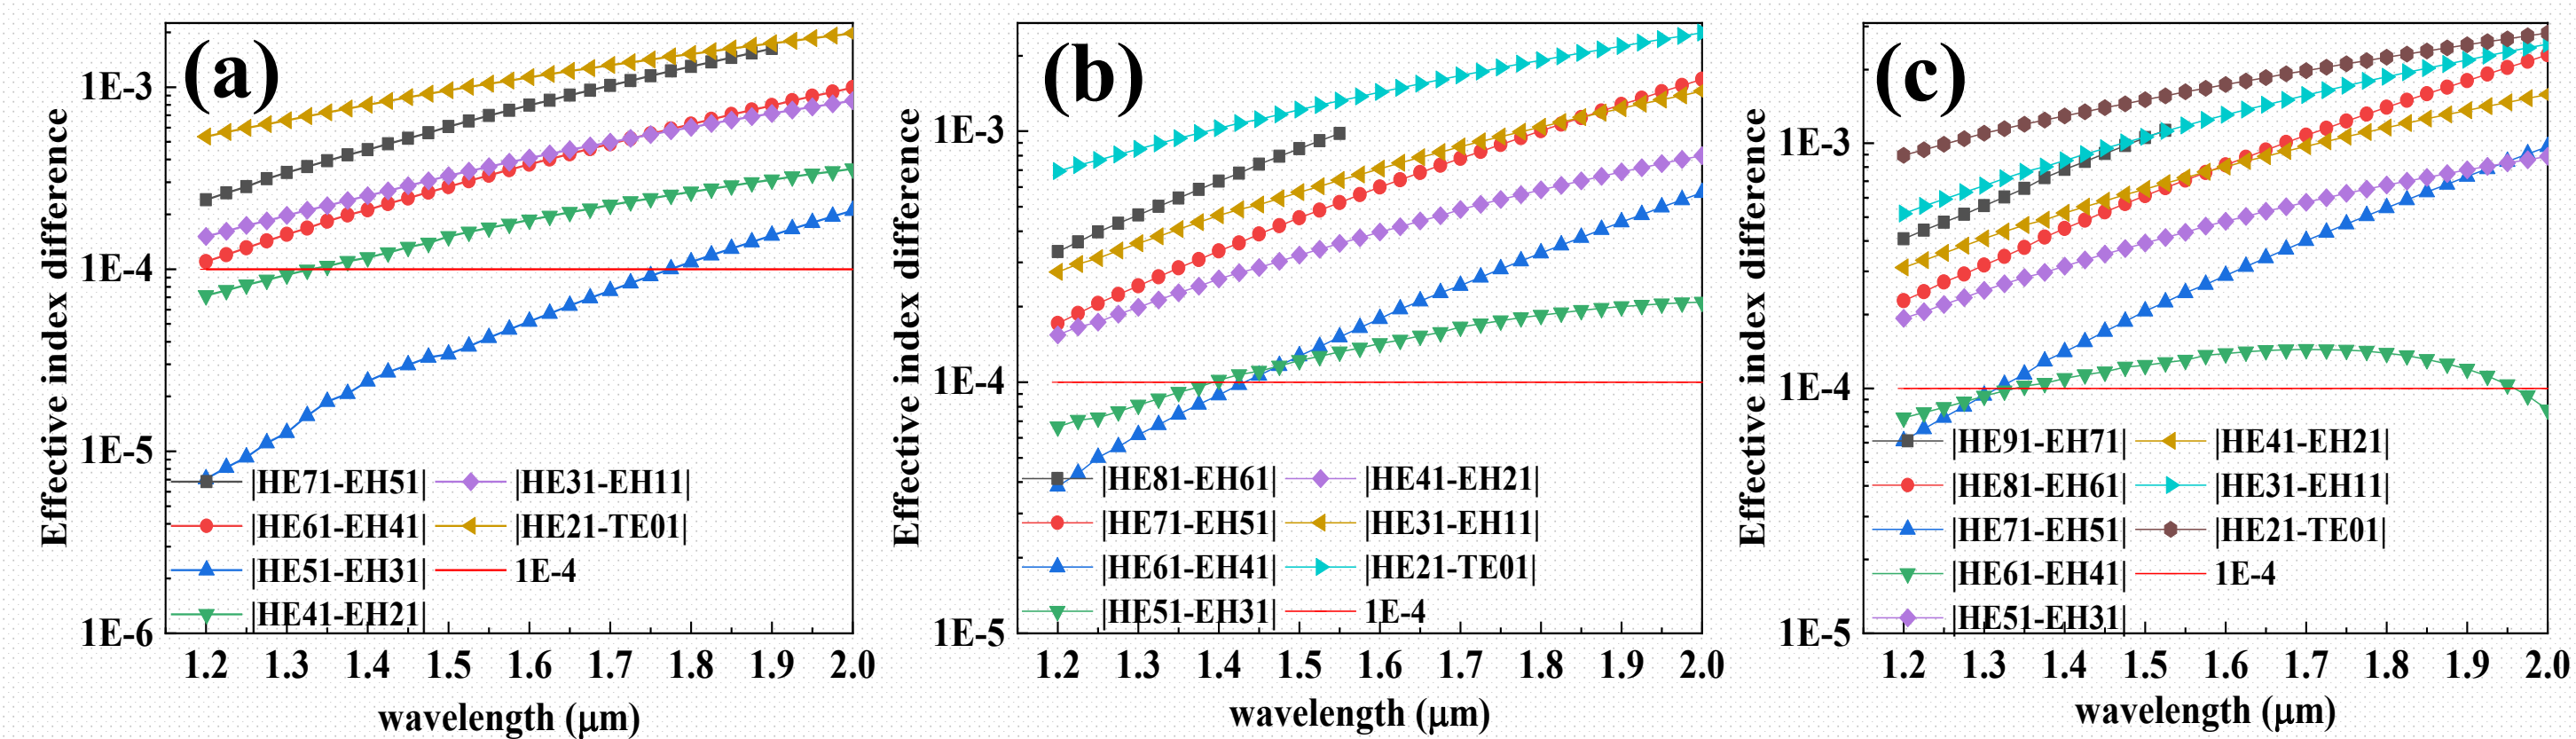 (a)
Effective index difference
1E-3
1E-4
1E-5
1E-6
|HE71-EH51|
|HE61-EH41|
|HE51-EH31|
|HE41-EH21|
|HE31-EH11|
|HE21-TE01|
1E-4
1.2 1.3 1.4 1.5 1.6 1.7 1.8 1.9 2.0
wavelength (μm)
(b)
Effective index difference
1E-3
1E-4
1E-5
|HE81-EH61|
|HE71-EH51|
|HE61-EH41|
|HE51-EH31|
|HE41-EH21|
|HE31-EH11|
|HE21-TE01|
1E-4
1.2 1.3 1.4 1.5 1.6 1.7 1.8 1.9 2.0
wavelength (μm)
(c)
Effective index difference
1E-3
1E-4
1E-5
|HE91-EH71|
|HE81-EH61|
|HE71-EH51|
|HE61-EH41|
|HE51-EH31|
|HE41-EH21|
|HE31-EH11|
|HE21-TE01|
1E-4
1.2 1.3 1.4 1.5 1.6 1.7 1.8 1.9 2.0
wavelength (μm)